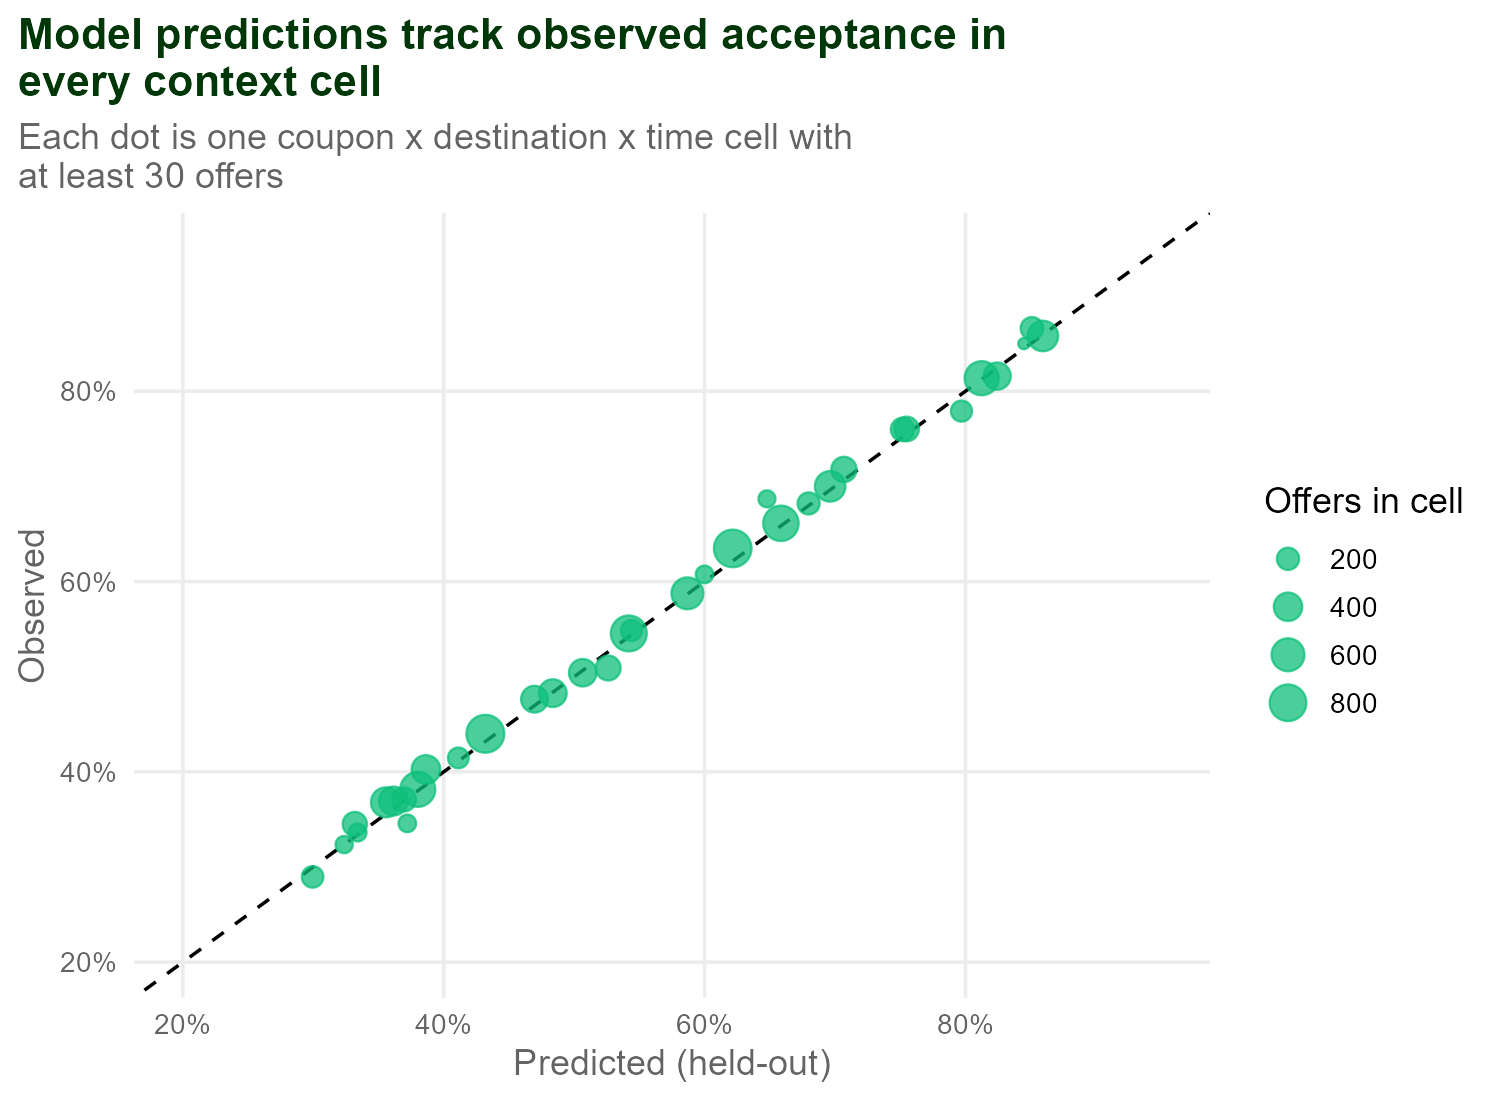 Model predictions track observed acceptance in
every context cell
Each dot is one coupon x destination x time cell with
at least 30 offers
Observed
80%
60%
40%
20%
20%
40%
60%
80%
Predicted (held-out)
Offers in cell
200
400
600
800